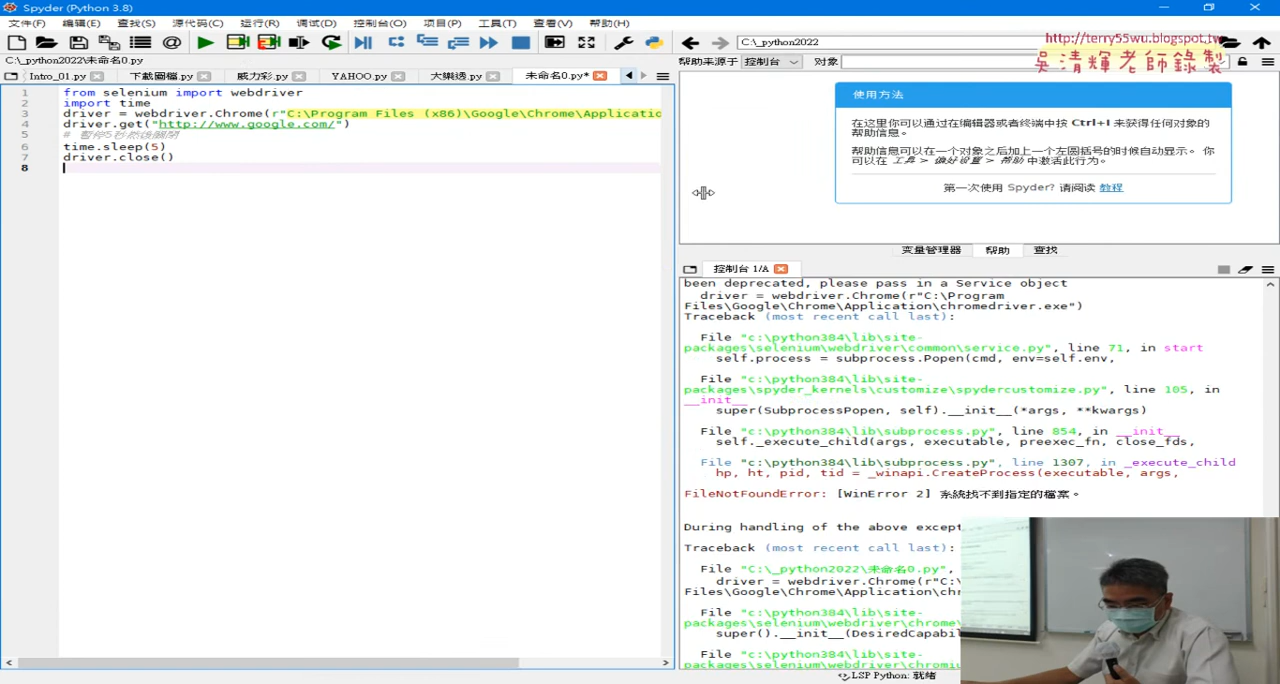 Spyder (Python 3.8)
文件(F) 编辑(E) 查找(S) 源代码(C) 运行(R) 调试(D) 控制台(O) 项目(P) 工具(T) 查看(V) 帮助(H)
C:\_python2022
http://terry55wu.blogspot.tw
吳清輝老師錄製
C:\_python2022\未命名0.py
Intro_01.py 下載圖檔.py 威力彩.py YAHOO.py 大樂透.py 未命名0.py*
帮助来源于 控制台 对象
1 from selenium import webdriver
2 import time
3 driver = webdriver.Chrome(r"C:\Program Files (x86)\Google\Chrome\Applicatio
4 driver.get("http://www.google.com/")
5 # 暫停5秒然後關閉
6 time.sleep(5)
7 driver.close()
8
使用方法
在这里你可以通过在编辑器或者终端中按 Ctrl+I 来获得任何对象的
帮助信息。
帮助信息可以在一个对象之后加上一个左圆括号的时候自动显示。 你
可以在 工具 > 偏好设置 > 帮助 中激活此行为。
第一次使用 Spyder? 请阅读 教程
变量管理器 帮助 查找
控制台 1/A
been deprecated, please pass in a Service object
driver = webdriver.Chrome(r"C:\Program
Files\Google\Chrome\Application\chromedriver.exe")
Traceback (most recent call last):
File "c:\python384\lib\site-
packages\selenium\webdriver\common\service.py", line 71, in start
self.process = subprocess.Popen(cmd, env=self.env,
File "c:\python384\lib\site-
packages\spyder_kernels\customize\spydercustomize.py", line 105, in
__init__
super(SubprocessPopen, self).__init__(*args, **kwargs)
File "c:\python384\lib\subprocess.py", line 854, in __init__
self._execute_child(args, executable, preexec_fn, close_fds,
File "c:\python384\lib\subprocess.py", line 1307, in _execute_child
hp, ht, pid, tid = _winapi.CreateProcess(executable, args,
FileNotFoundError: [WinError 2] 系統找不到指定的檔案。
During handling of the above except
Traceback (most recent call last):
File "C:\_python2022\未命名0.py",
driver = webdriver.Chrome(r"C:
Files\Google\Chrome\Application\chr
File "c:\python384\lib\site-
packages\selenium\webdriver\chrome\
super().__init__(DesiredCapabil
File "c:\python384\lib\site-
packages\selenium\webdriver\chromiu
LSP Python: 就绪